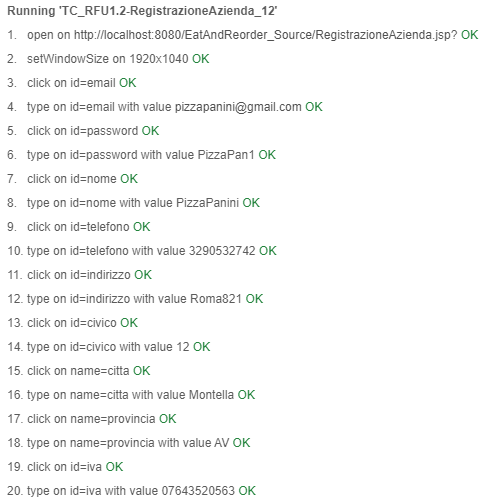 Running 'TC_RFU1.2-RegistrazioneAzienda_12'
1. open on http://localhost:8080/EatAndReorder_Source/RegistrazioneAzienda.jsp? OK
2. setWindowSize on 1920x1040 OK
3. click on id=email OK
4. type on id=email with value pizzapanini@gmail.com OK
5. click on id=password OK
6. type on id=password with value PizzaPan1 OK
7. click on id=nome OK
8. type on id=nome with value PizzaPanini OK
9. click on id=telefono OK
10. type on id=telefono with value 3290532742 OK
11. click on id=indirizzo OK
12. type on id=indirizzo with value Roma821 OK
13. click on id=civico OK
14. type on id=civico with value 12 OK
15. click on name=citta OK
16. type on name=citta with value Montella OK
17. click on name=provincia OK
18. type on name=provincia with value AV OK
19. click on id=iva OK
20. type on id=iva with value 07643520563 OK